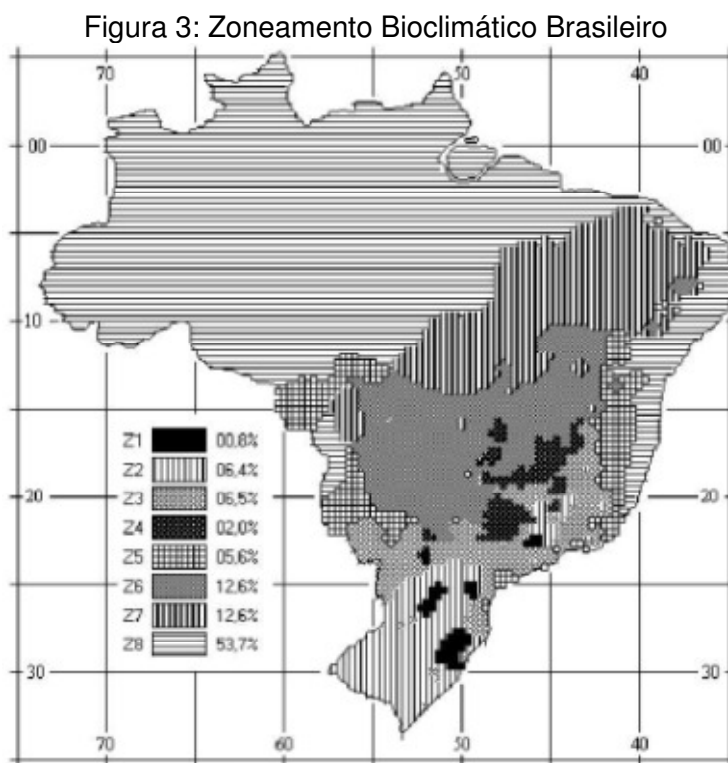 Figura 3: Zoneamento Bioclimático Brasileiro
70 50 40
00 00
10
Z1 00,8%
Z2 06,4%
Z3 06,5%
Z4 02,0%
Z5 05,6%
Z6 12,6%
Z7 12,6%
Z8 53,7%
20 20
30 30
70 60 50 40